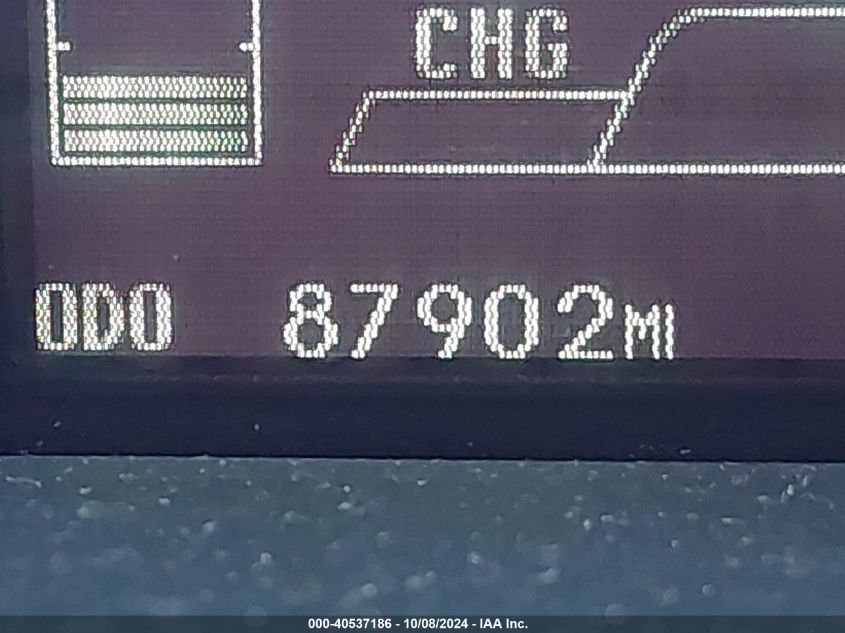 CHG
ODO 87902MI
000-40537186 - 10/08/2024 - IAA Inc.